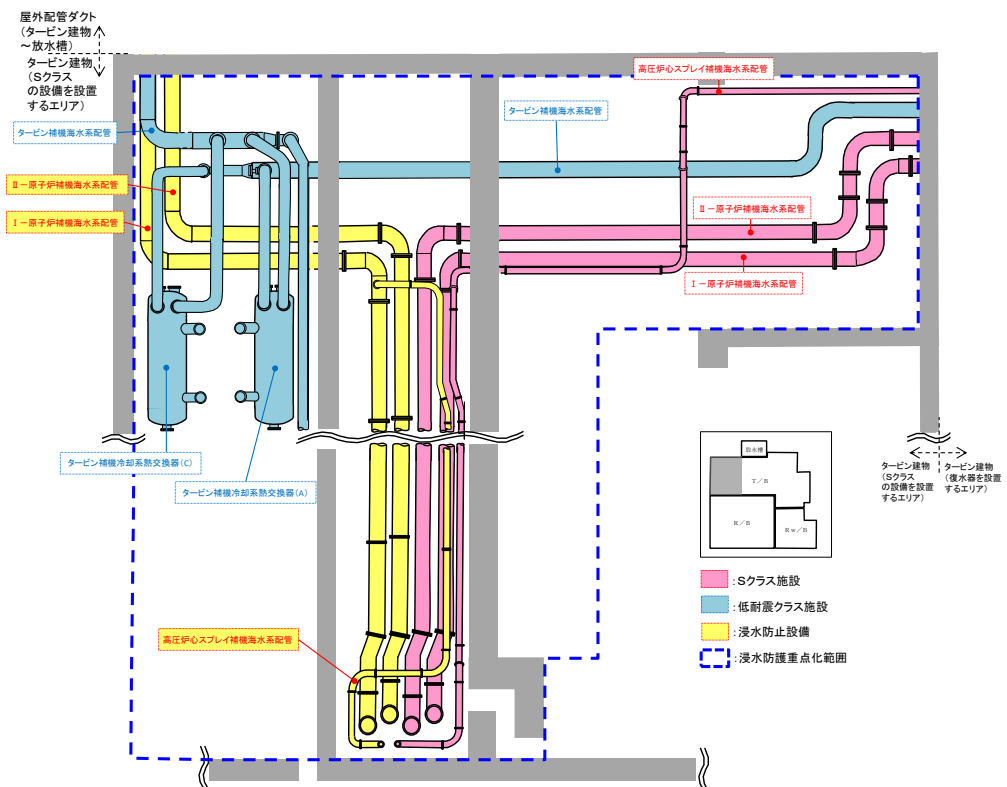 屋外配管ダクト
(タービン建物
～放水槽)
タービン建物
(Sクラス
の設備を設置
するエリア)
高圧炉心スプレイ補機海水系配管
タービン補機海水系配管
タービン補機海水系配管
Ⅱ－原子炉補機海水系配管
Ⅰ－原子炉補機海水系配管
Ⅱ－原子炉補機海水系配管
Ⅰ－原子炉補機海水系配管
タービン補機冷却系熱交換器(C)
タービン補機冷却系熱交換器(A)
タービン建物
(Sクラス
の設備を設置
するエリア)
タービン建物
(復水器を設置
するエリア)
取水槽
T／B
R／B
Rw／B
:Sクラス施設
:低耐震クラス施設
:浸水防止設備
:浸水防護重点化範囲
高圧炉心スプレイ補機海水系配管